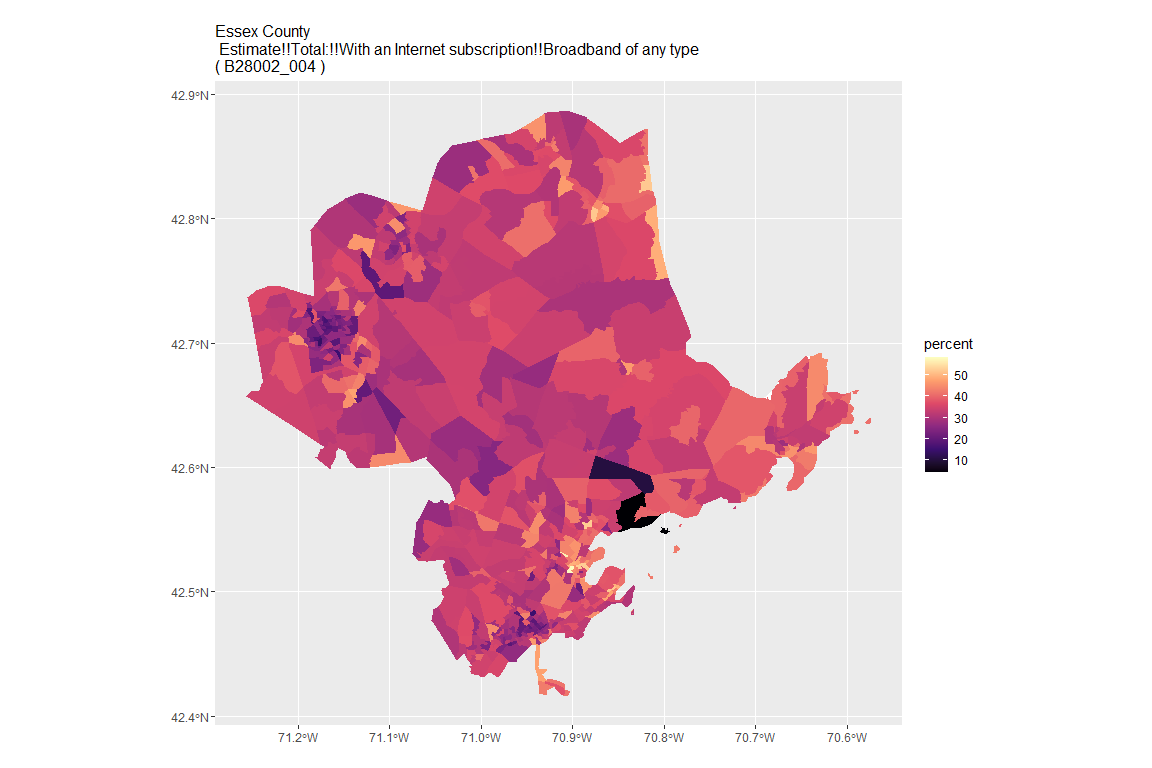 Essex County
Estimate!!Total:!!With an Internet subscription!!Broadband of any type
( B28002_004 )
42.9°N
42.8°N
42.7°N
42.6°N
42.5°N
42.4°N
71.2°W 71.1°W 71.0°W 70.9°W 70.8°W 70.7°W 70.6°W
percent
50
40
30
20
10